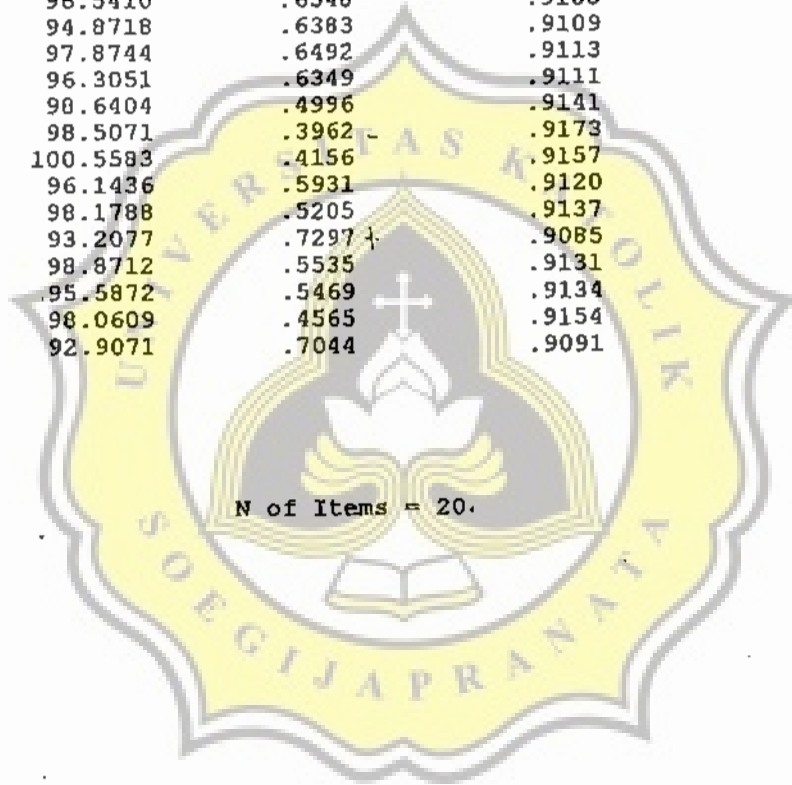 94.8718 .6383 .9109
97.8744 .6492 .9113
96.3051 .6349 .9111
98.6404 .4996 .9141
98.5071 .3962 - .9173
100.5583 .4156 .9157
96.1436 .5931 .9120
98.1788 .5205 .9137
93.2077 .7297 + .9085
98.8712 .5535 .9131
95.5872 .5469 .9134
98.0609 .4565 .9154
92.9071 .7044 .9091
N of Items = 20
UNIVERSITAS KATOLIK
SOEGIJAPRANATA